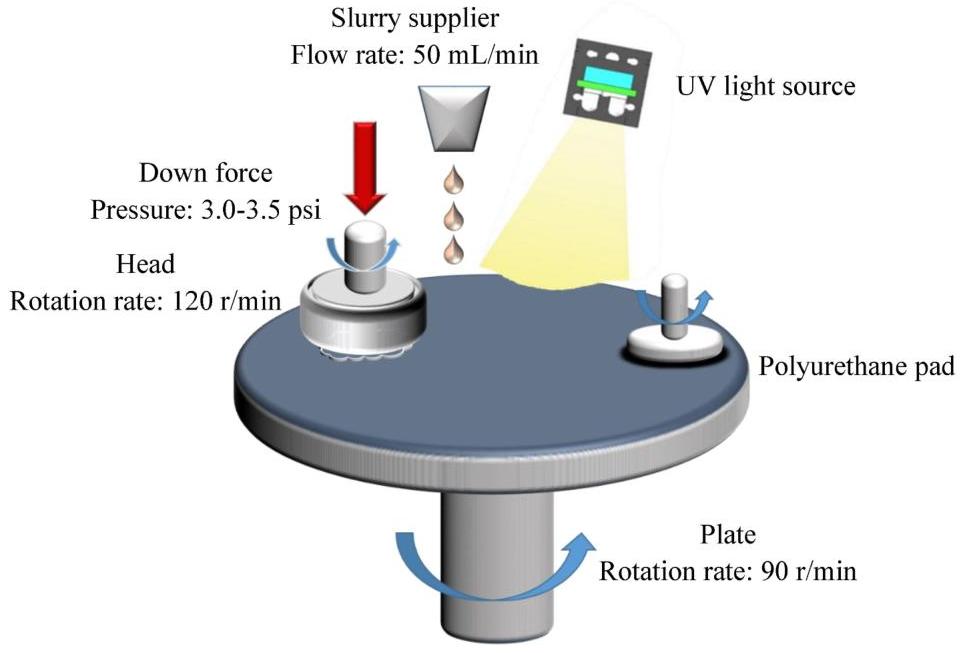 Slurry supplier
Flow rate: 50 mL/min
UV light source
Down force
Pressure: 3.0-3.5 psi
Head
Rotation rate: 120 r/min
Polyurethane pad
Plate
Rotation rate: 90 r/min